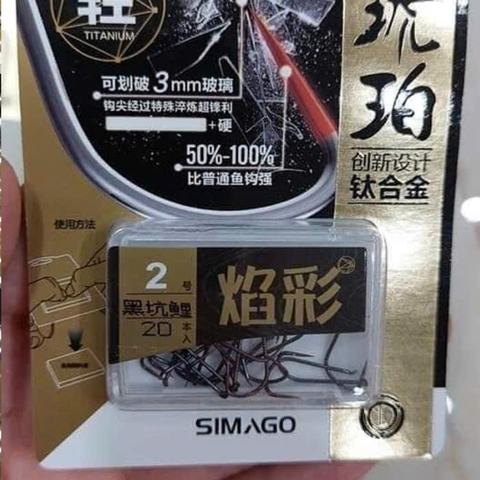 TITANIUM
可划破3mm玻璃
钩尖经过特殊淬炼超锋利
+硬
50%-100%
比普通鱼钩强
琥珀
创新设计
钛合金
使用方法
2号
黑坑鲤
20本入
焰彩
SIMAGO